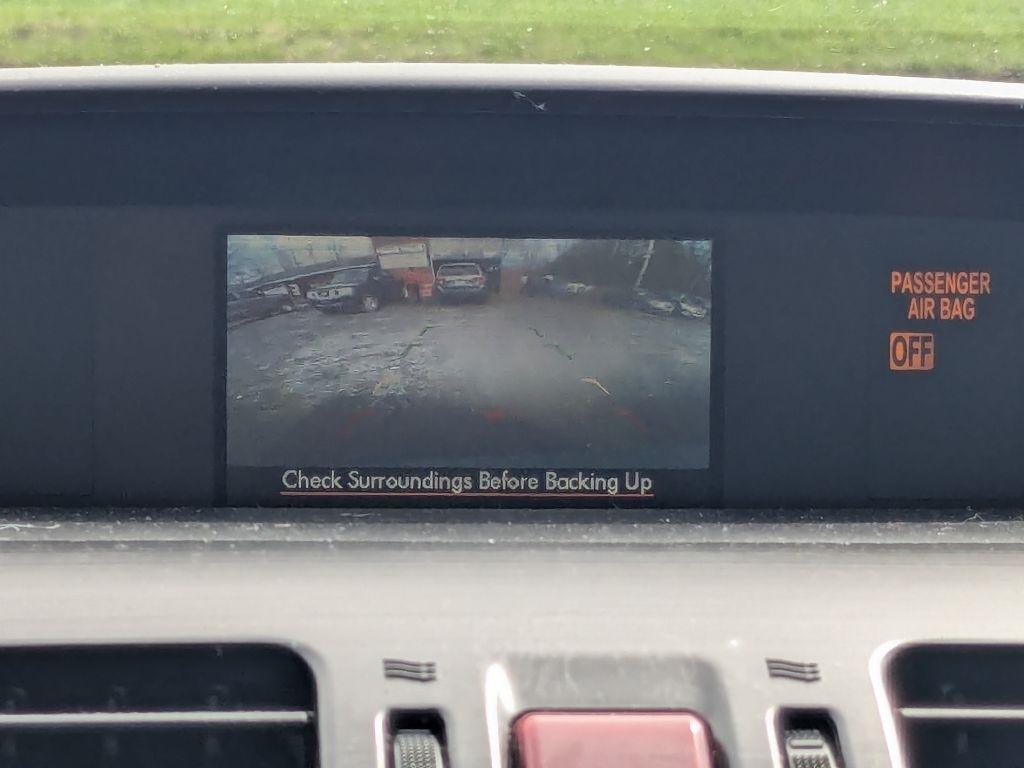 PASSENGER
AIR BAG
OFF
Check Surroundings Before Backing Up